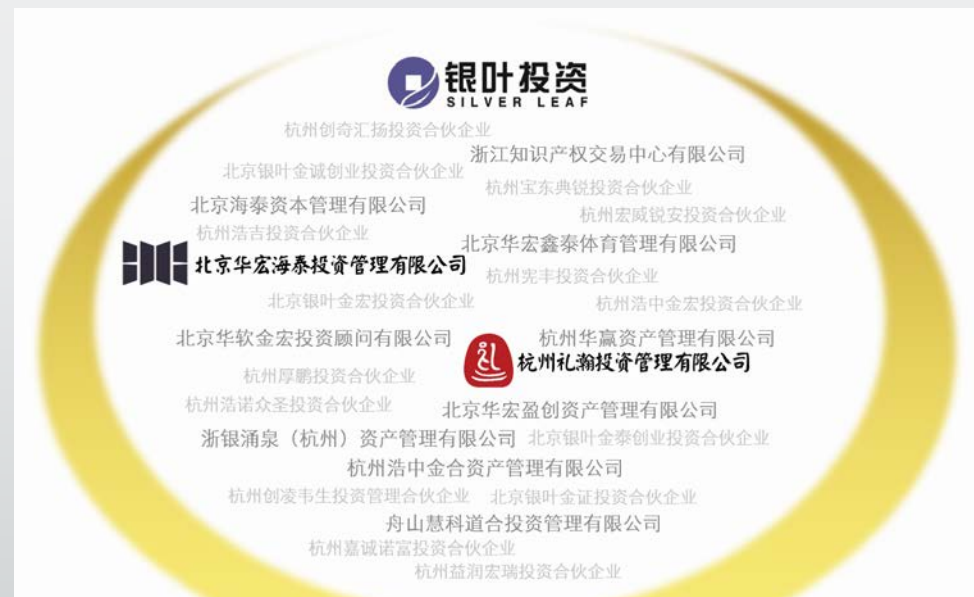 银叶投资
SILVER LEAF
杭州创奇汇扬投资合伙企业
浙江知识产权交易中心有限公司
北京银叶金诚创业投资合伙企业
杭州宝东典锐投资合伙企业
北京海泰资本管理有限公司
杭州宏威锐安投资合伙企业
杭州浩吉投资合伙企业
北京华宏鑫泰体育管理有限公司
北京华宏海泰投资管理有限公司
杭州宪丰投资合伙企业
北京银叶金宏投资合伙企业
杭州浩中金宏投资合伙企业
北京华软金宏投资顾问有限公司
杭州华赢资产管理有限公司
杭州礼瀚投资管理有限公司
杭州厚鹏投资合伙企业
杭州浩诺众圣投资合伙企业
北京华宏盈创资产管理有限公司
浙银涌泉（杭州）资产管理有限公司
北京银叶金泰创业投资合伙企业
杭州浩中金合资产管理有限公司
杭州创凌韦生投资管理合伙企业
北京银叶金证投资合伙企业
舟山慧科道合投资管理有限公司
杭州嘉诚诺富投资合伙企业
杭州益润宏瑞投资合伙企业